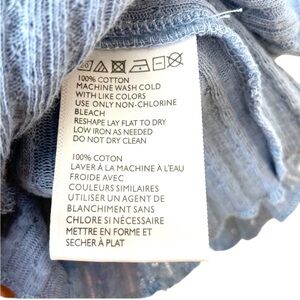 30
100% COTTON
MACHINE WASH COLD
WITH LIKE COLORS
USE ONLY NON-CHLORINE
BLEACH
RESHAPE LAY FLAT TO DRY
LOW IRON AS NEEDED
DO NOT DRY CLEAN
100% COTON
LAVER À LA MACHINE À L'EAU
FROIDE AVEC
COULEURS SIMILAIRES
UTILISER UN AGENT DE
BLANCHIMENT SANS
CHLORE SI NÉCESSAIRE
METTRE EN FORME ET
SECHER À PLAT